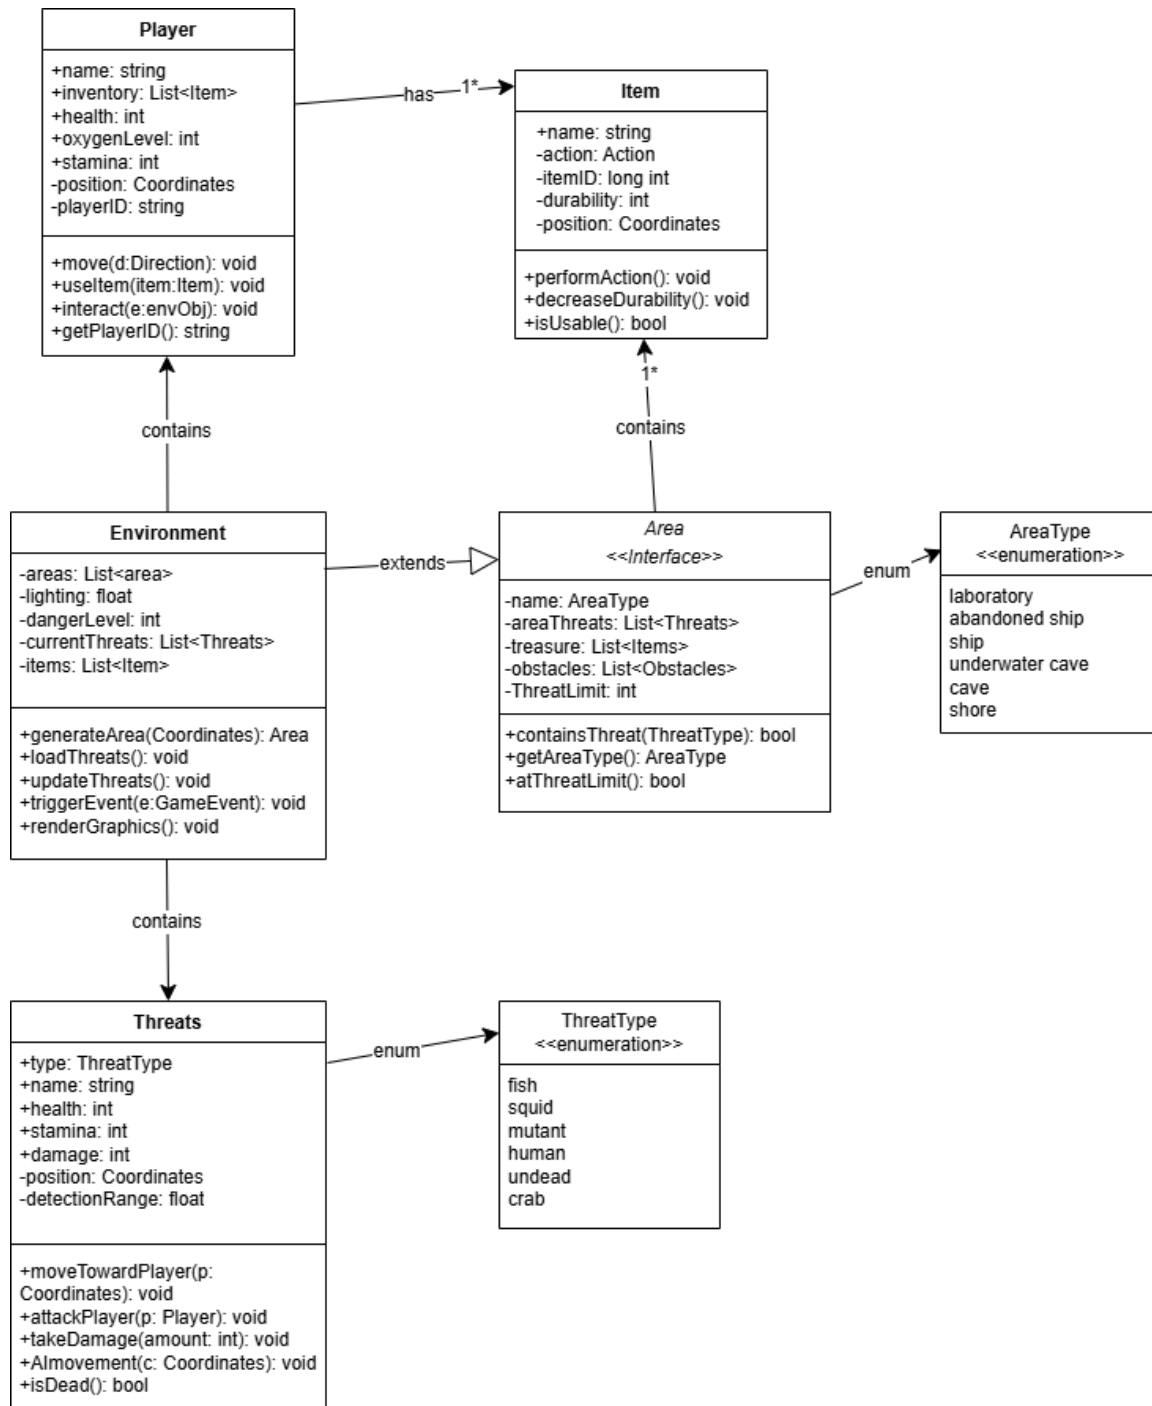 Player
+name: string
+inventory: List<Item>
+health: int
+oxygenLevel: int
+stamina: int
-position: Coordinates
-playerID: string
+move(d:Direction): void
+useItem(item:Item): void
+interact(e:envObj): void
+getPlayerID(): string
has
1*
Item
+name: string
-action: Action
-itemID: long int
-durability: int
-position: Coordinates
+performAction(): void
+decreaseDurability(): void
+isUsable(): bool
1*
contains
contains
Environment
-areas: List<area>
-lighting: float
-dangerLevel: int
-currentThreats: List<Threats>
-items: List<Item>
+generateArea(Coordinates): Area
+loadThreats(): void
+updateThreats(): void
+triggerEvent(e:GameEvent): void
+renderGraphics(): void
extends
Area
<<Interface>>
-name: AreaType
-areaThreats: List<Threats>
-treasure: List<Items>
-obstacles: List<Obstacles>
-ThreatLimit: int
+containsThreat(ThreatType): bool
+getAreaType(): AreaType
+atThreatLimit(): bool
enum
AreaType
<<enumeration>>
laboratory
abandoned ship
ship
underwater cave
cave
shore
contains
Threats
+type: ThreatType
+name: string
+health: int
+stamina: int
+damage: int
-position: Coordinates
-detectionRange: float
+moveTowardPlayer(p:
Coordinates): void
+attackPlayer(p: Player): void
+takeDamage(amount: int): void
+AImovement(c: Coordinates): void
+isDead(): bool
enum
ThreatType
<<enumeration>>
fish
squid
mutant
human
undead
crab